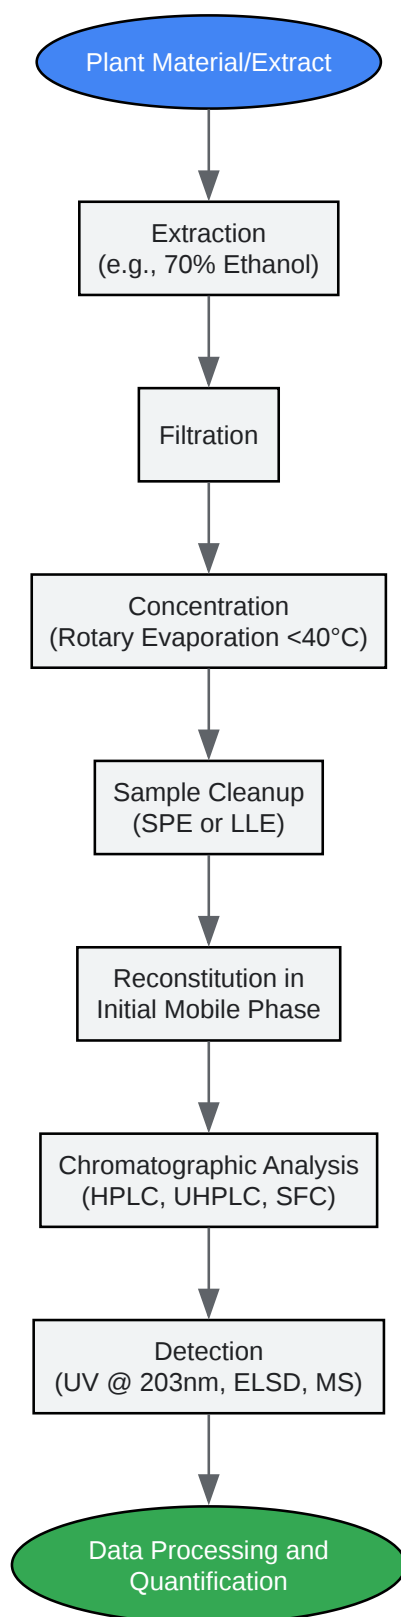 Plant Material/Extract
Extraction
(e.g., 70% Ethanol)
Filtration
Concentration
(Rotary Evaporation <40°C)
Sample Cleanup
(SPE or LLE)
Reconstitution in
Initial Mobile Phase
Chromatographic Analysis
(HPLC, UHPLC, SFC)
Detection
(UV @ 203nm, ELSD, MS)
Data Processing and
Quantification